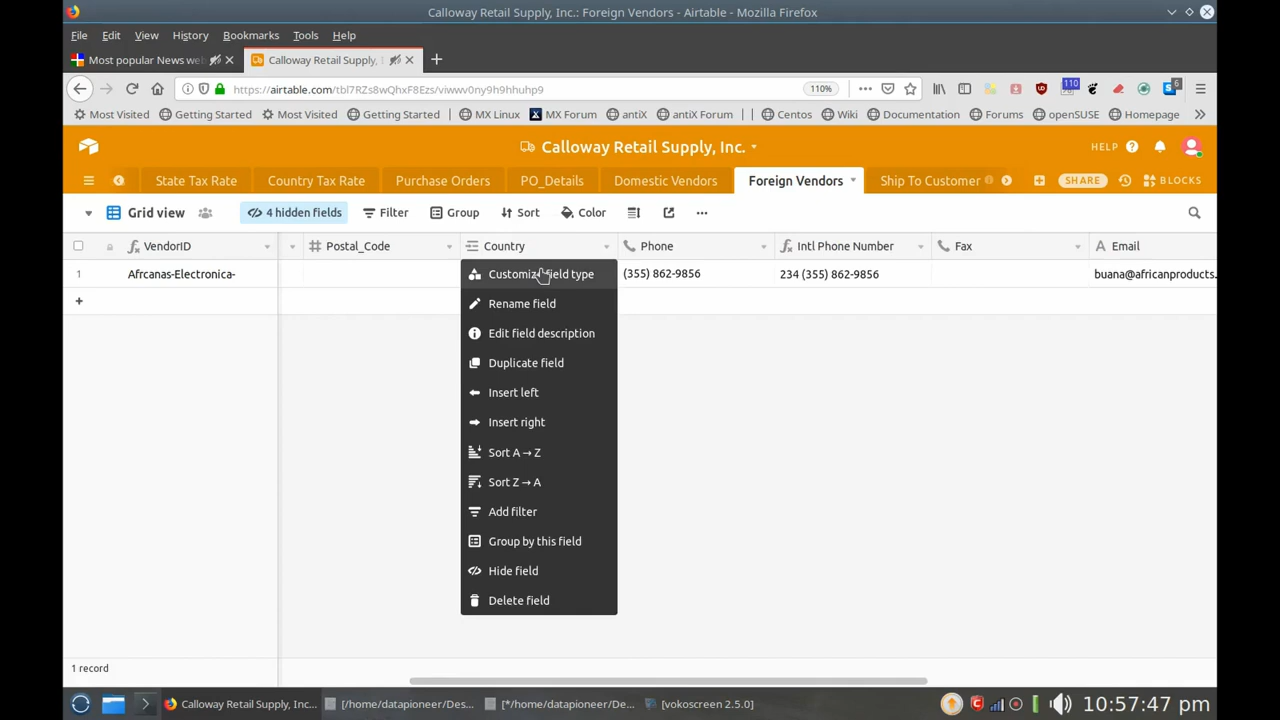 Calloway Retail Supply, Inc.: Foreign Vendors - Airtable - Mozilla Firefox
File Edit View History Bookmarks Tools Help
Most popular News web
Calloway Retail Supply, I
https://airtable.com/tbl7RZs8wQhxF8Ezs/viwwv0ny9h9hhuhp9 110% 110 6
Most Visited Getting Started Most Visited Getting Started MX Linux MX Forum antiX antiX Forum Centos Wiki Documentation Forums openSUSE Homepage
Calloway Retail Supply, Inc. HELP
State Tax Rate Country Tax Rate Purchase Orders PO_Details Domestic Vendors Foreign Vendors Ship To Customer SHARE BLOCKS
Grid view 4 hidden fields Filter Group Sort Color
VendorID Postal_Code Country Phone Intl Phone Number Fax Email
1 Afrcanas-Electronica- (355) 862-9856 234 (355) 862-9856 buana@africanproducts.
+
Customize field type
Rename field
Edit field description
Duplicate field
Insert left
Insert right
Sort A → Z
Sort Z → A
Add filter
Group by this field
Hide field
Delete field
1 record
Calloway Retail Supply, Inc.... [/home/datapioneer/Des... [*/home/datapioneer/De... [vokoscreen 2.5.0] 10:57:47 pm